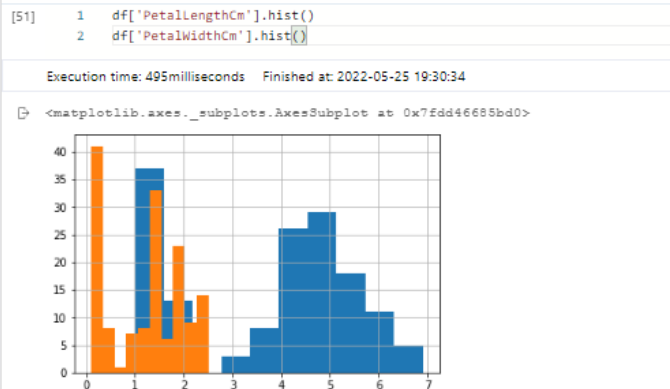 [51] 1 df['PetalLengthCm'].hist()
2 df['PetalWidthCm'].hist()
Execution time: 495milliseconds Finished at: 2022-05-25 19:30:34
<matplotlib.axes._subplots.AxesSubplot at 0x7fdd46685bd0>
40
35
30
25
20
15
10
5
0
0 1 2 3 4 5 6 7